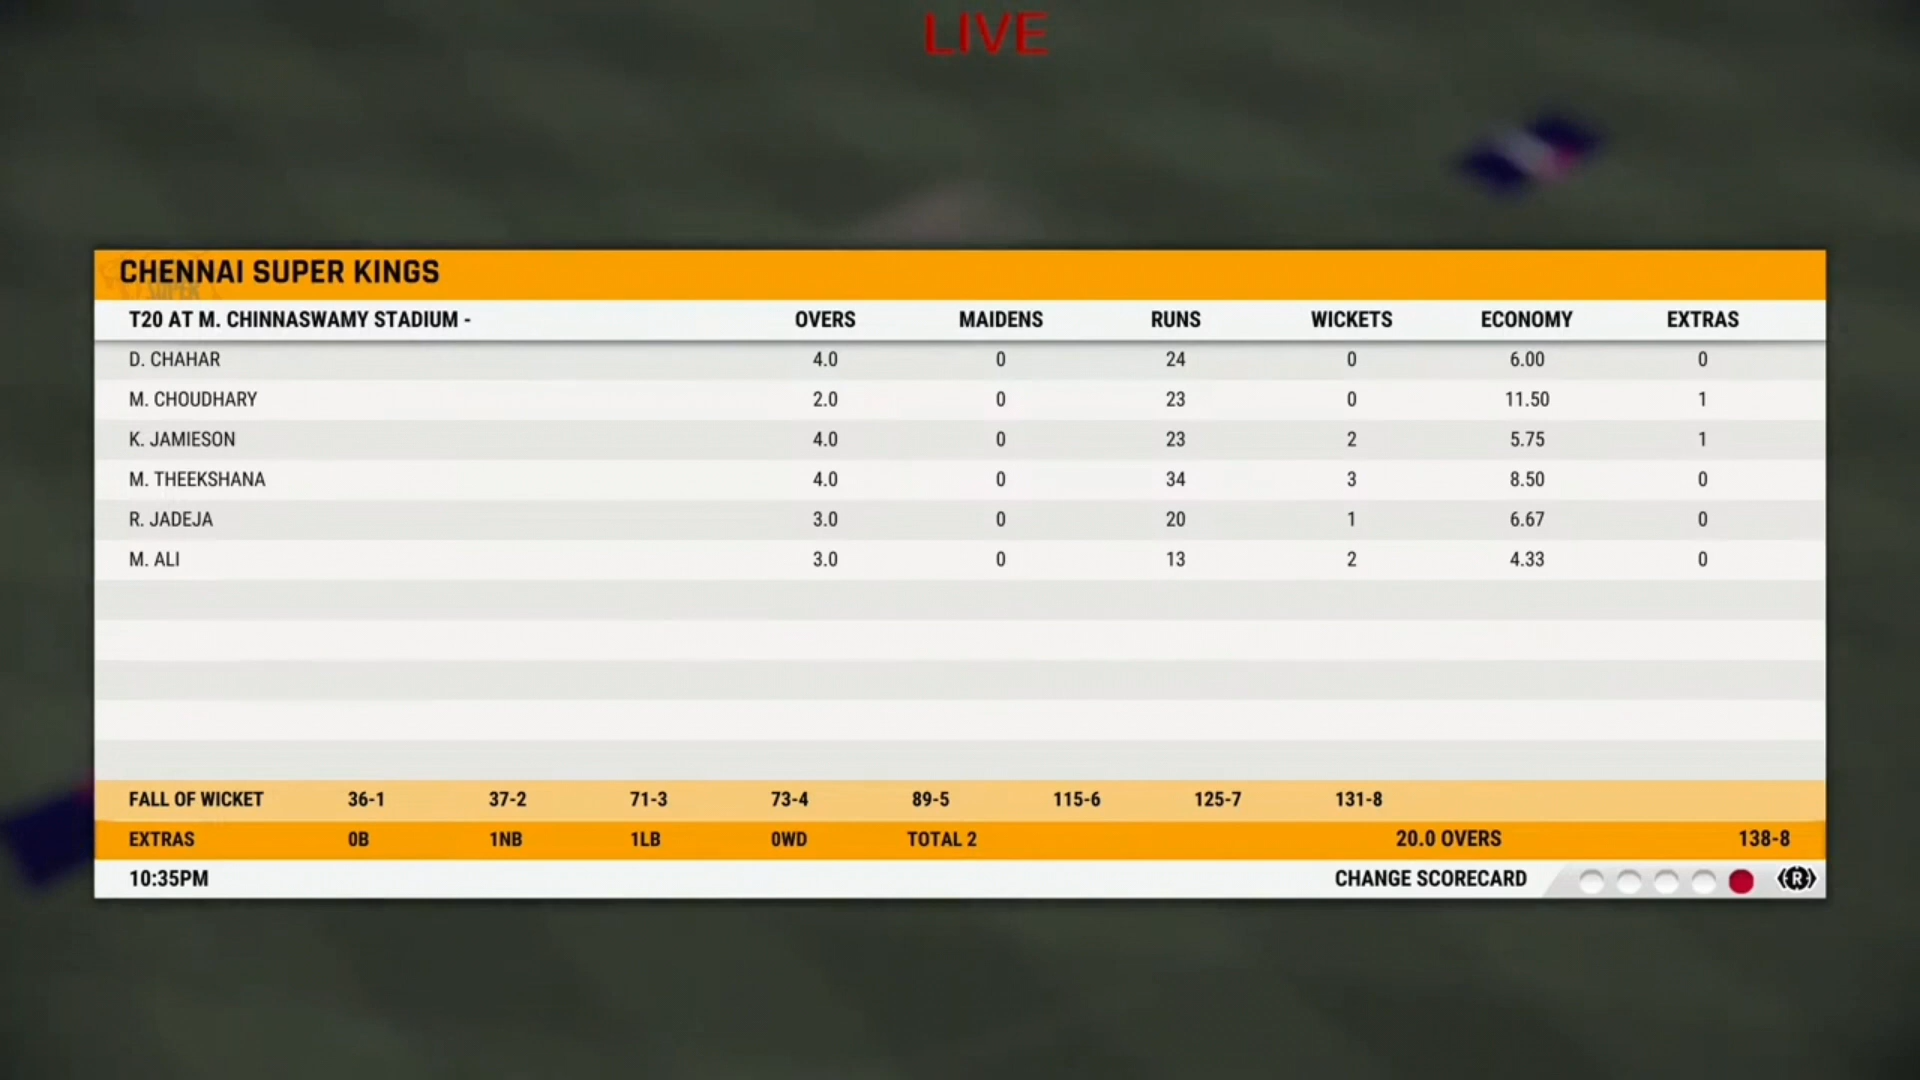 LIVE
CHENNAI SUPER KINGS
SUPER
T20 AT M. CHINNASWAMY STADIUM - OVERS MAIDENS RUNS WICKETS ECONOMY EXTRAS
D. CHAHAR 4.0 0 24 0 6.00 0
M. CHOUDHARY 2.0 0 23 0 11.50 1
K. JAMIESON 4.0 0 23 2 5.75 1
M. THEEKSHANA 4.0 0 34 3 8.50 0
R. JADEJA 3.0 0 20 1 6.67 0
M. ALI 3.0 0 13 2 4.33 0
FALL OF WICKET 36-1 37-2 71-3 73-4 89-5 115-6 125-7 131-8
EXTRAS 0B 1NB 1LB 0WD TOTAL 2 20.0 OVERS 138-8
10:35PM CHANGE SCORECARD R